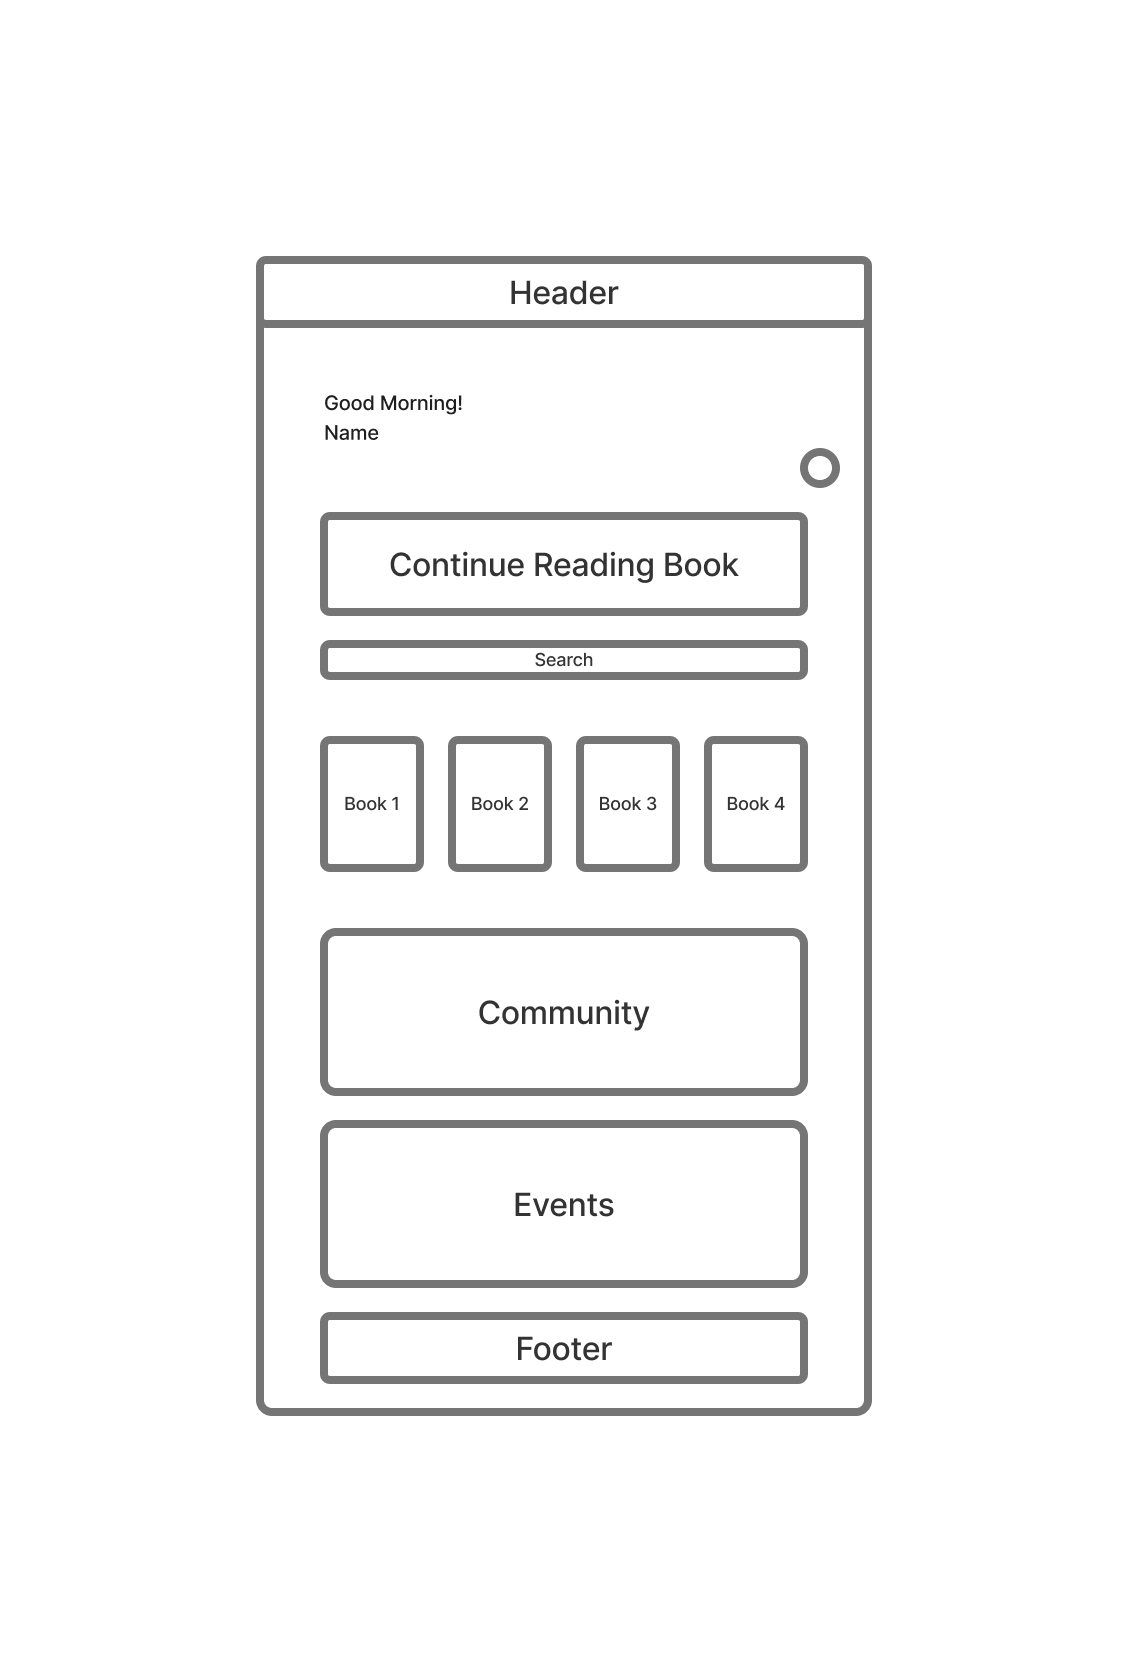 Header
Good Morning!
Name
Continue Reading Book
Search
Book 1
Book 2
Book 3
Book 4
Community
Events
Footer